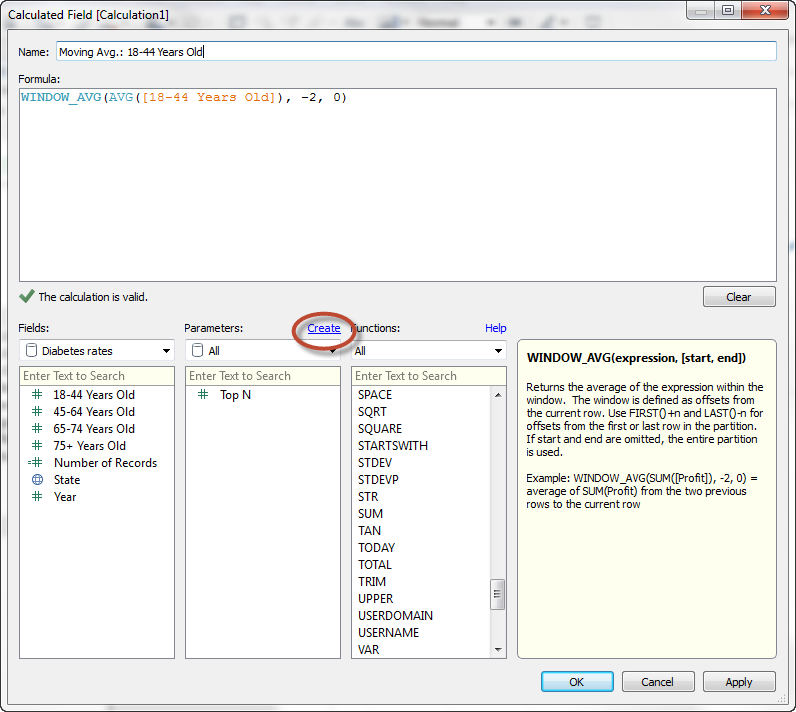 Calculated Field [Calculation1]
Name: Moving Avg.: 18-44 Years Old
Formula:
WINDOW_AVG(AVG([18-44 Years Old]), -2, 0)
The calculation is valid.
Clear
Fields:
Diabetes rates
Enter Text to Search
18-44 Years Old
45-64 Years Old
65-74 Years Old
75+ Years Old
Number of Records
State
Year
Parameters: Create
All
Enter Text to Search
Top N
Functions: Help
All
Enter Text to Search
SPACE
SQRT
SQUARE
STARTSWITH
STDEV
STDEVP
STR
SUM
TAN
TODAY
TOTAL
TRIM
UPPER
USERDOMAIN
USERNAME
VAR
WINDOW_AVG(expression, [start, end])
Returns the average of the expression within the
window. The window is defined as offsets from
the current row. Use FIRST()+n and LAST()-n for
offsets from the first or last row in the partition.
If start and end are omitted, the entire partition
is used.
Example: WINDOW_AVG(SUM([Profit]), -2, 0) =
average of SUM(Profit) from the two previous
rows to the current row
OK
Cancel
Apply